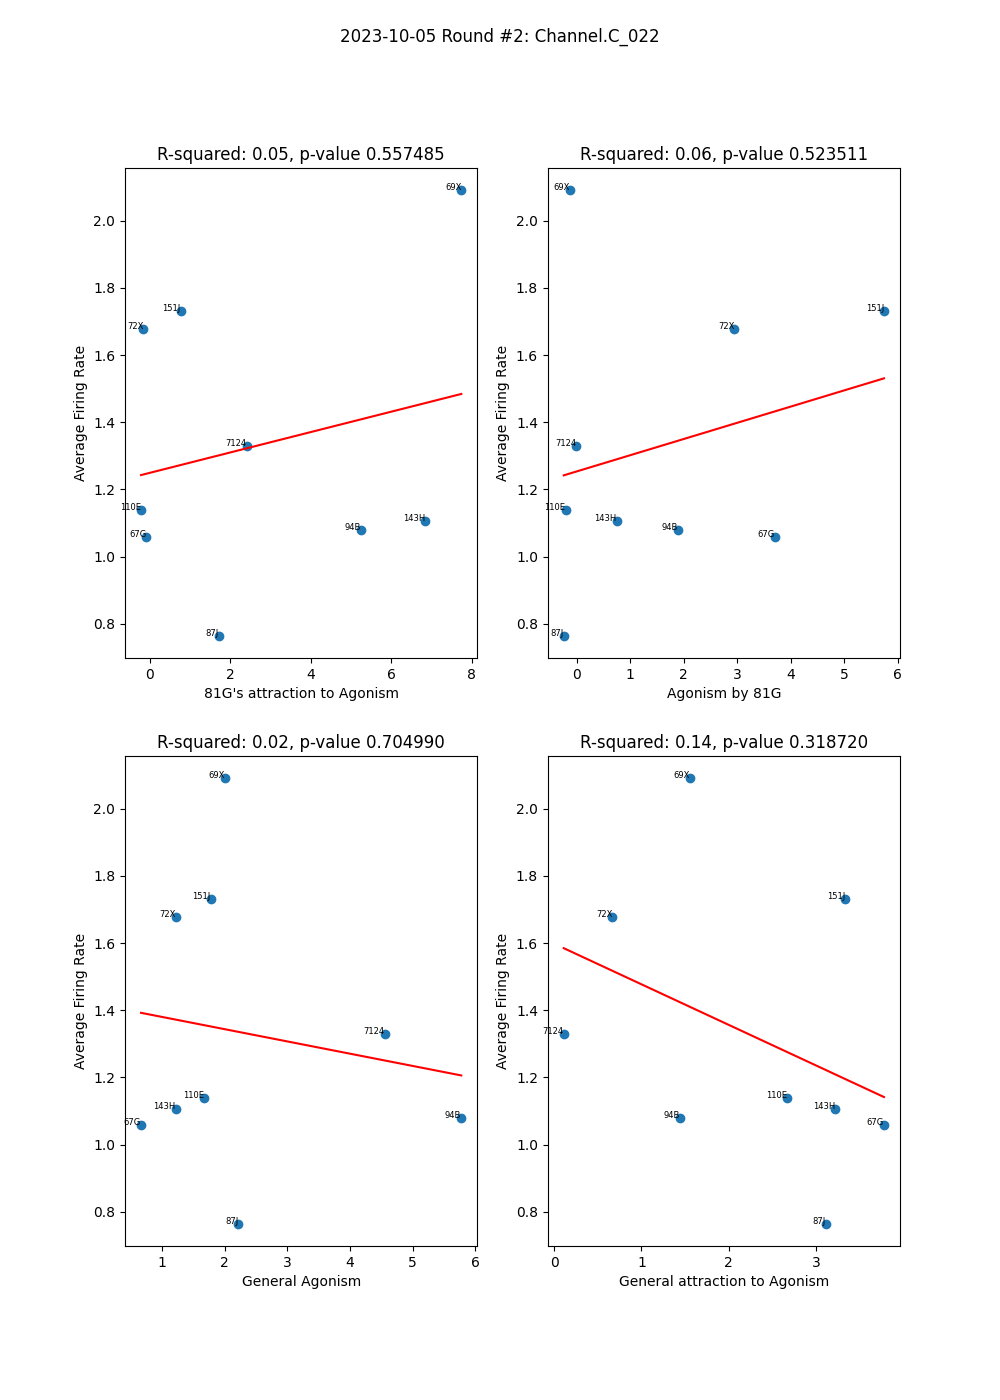 2023-10-05 Round #2: Channel.C_022
R-squared: 0.05, p-value 0.557485
Average Firing Rate
2.0
1.8
1.6
1.4
1.2
1.0
0.8
69X
151J
72X
7124
110E
67G
94B
143H
87J
0 2 4 6 8
81G's attraction to Agonism
R-squared: 0.06, p-value 0.523511
Average Firing Rate
2.0
1.8
1.6
1.4
1.2
1.0
0.8
69X
151J
72X
7124
110E
143H
94B
67G
87J
0 1 2 3 4 5 6
Agonism by 81G
R-squared: 0.02, p-value 0.704990
Average Firing Rate
2.0
1.8
1.6
1.4
1.2
1.0
0.8
69X
151J
72X
7124
110E
143H
94B
67G
87J
1 2 3 4 5 6
General Agonism
R-squared: 0.14, p-value 0.318720
Average Firing Rate
2.0
1.8
1.6
1.4
1.2
1.0
0.8
69X
151J
72X
7124
110E
143H
94B
67G
87J
0 1 2 3
General attraction to Agonism